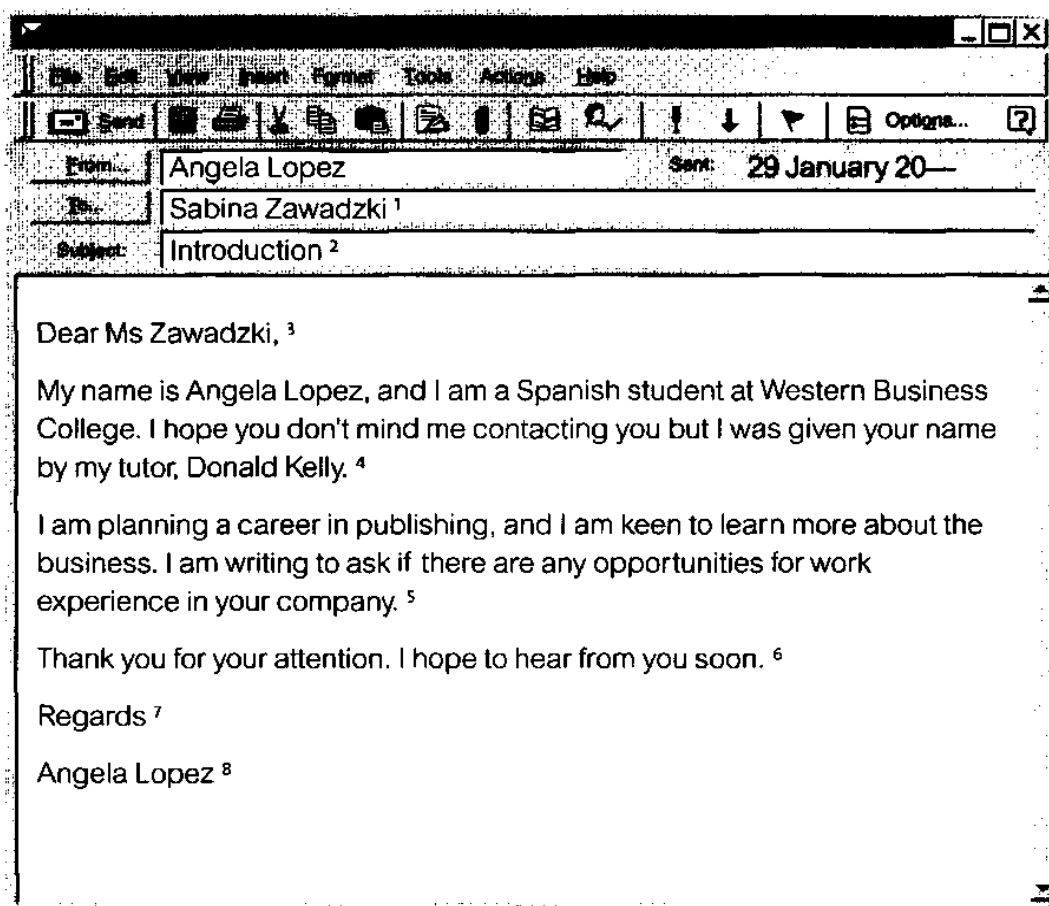 File Edit View Insert Format Tools Actions Help
Send Options...
From... Angela Lopez Sent: 29 January 20—
To... Sabina Zawadzki ¹
Subject: Introduction ²
Dear Ms Zawadzki, ³
My name is Angela Lopez, and I am a Spanish student at Western Business
College. I hope you don't mind me contacting you but I was given your name
by my tutor, Donald Kelly. ⁴
I am planning a career in publishing, and I am keen to learn more about the
business. I am writing to ask if there are any opportunities for work
experience in your company. ⁵
Thank you for your attention. I hope to hear from you soon. ⁶
Regards ⁷
Angela Lopez ⁸